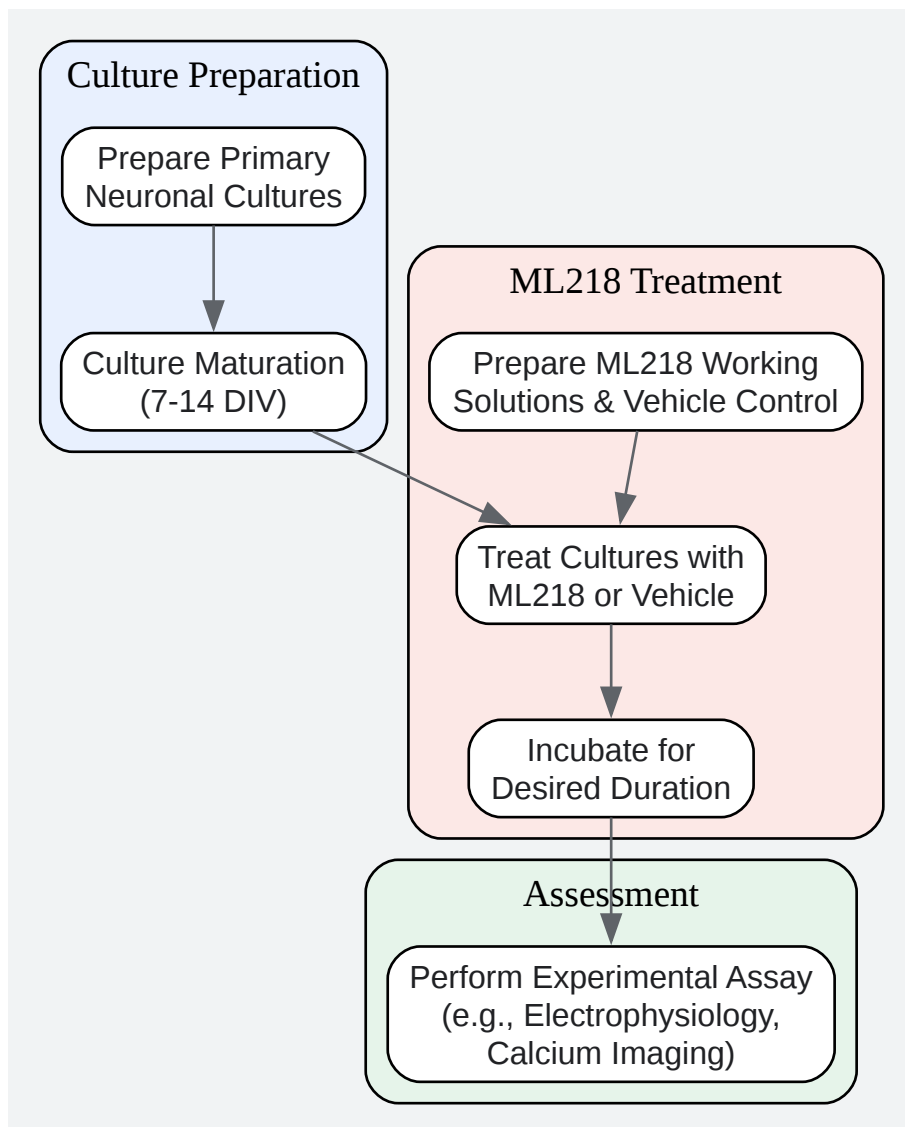 Culture Preparation
Prepare Primary
Neuronal Cultures
Culture Maturation
(7-14 DIV)
ML218 Treatment
Prepare ML218 Working
Solutions & Vehicle Control
Treat Cultures with
ML218 or Vehicle
Incubate for
Desired Duration
Assessment
Perform Experimental Assay
(e.g., Electrophysiology,
Calcium Imaging)